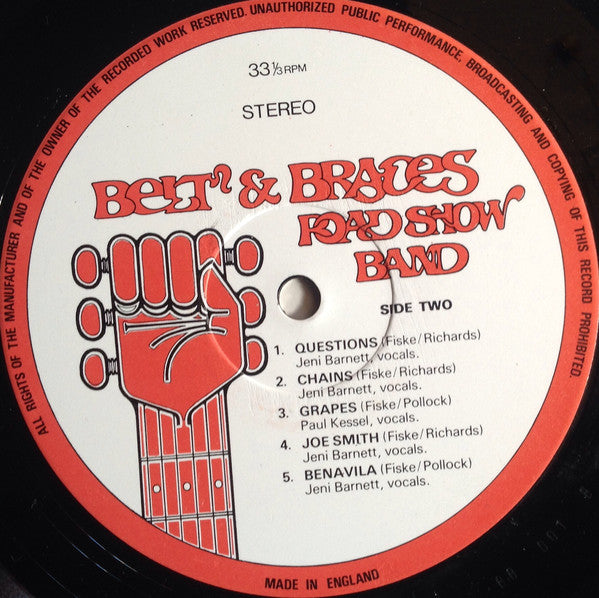 ALL RIGHTS OF THE MANUFACTURER AND OF THE OWNER OF THE RECORDED WORK RESERVED. UNAUTHORIZED PUBLIC PERFORMANCE, BROADCASTING AND COPYING OF THIS RECORD PROHIBITED.
33⅓ RPM
STEREO
BELT & BRACES
ROAD SHOW
BAND
SIDE TWO
1. QUESTIONS (Fiske/Richards)
Jeni Barnett, vocals.
2. CHAINS (Fiske/Richards)
Jeni Barnett, vocals.
3. GRAPES (Fiske/Pollock)
Paul Kessel, vocals.
4. JOE SMITH (Fiske/Richards)
Jeni Barnett, vocals.
5. BENAVILA (Fiske/Pollock)
Jeni Barnett, vocals.
MADE IN ENGLAND